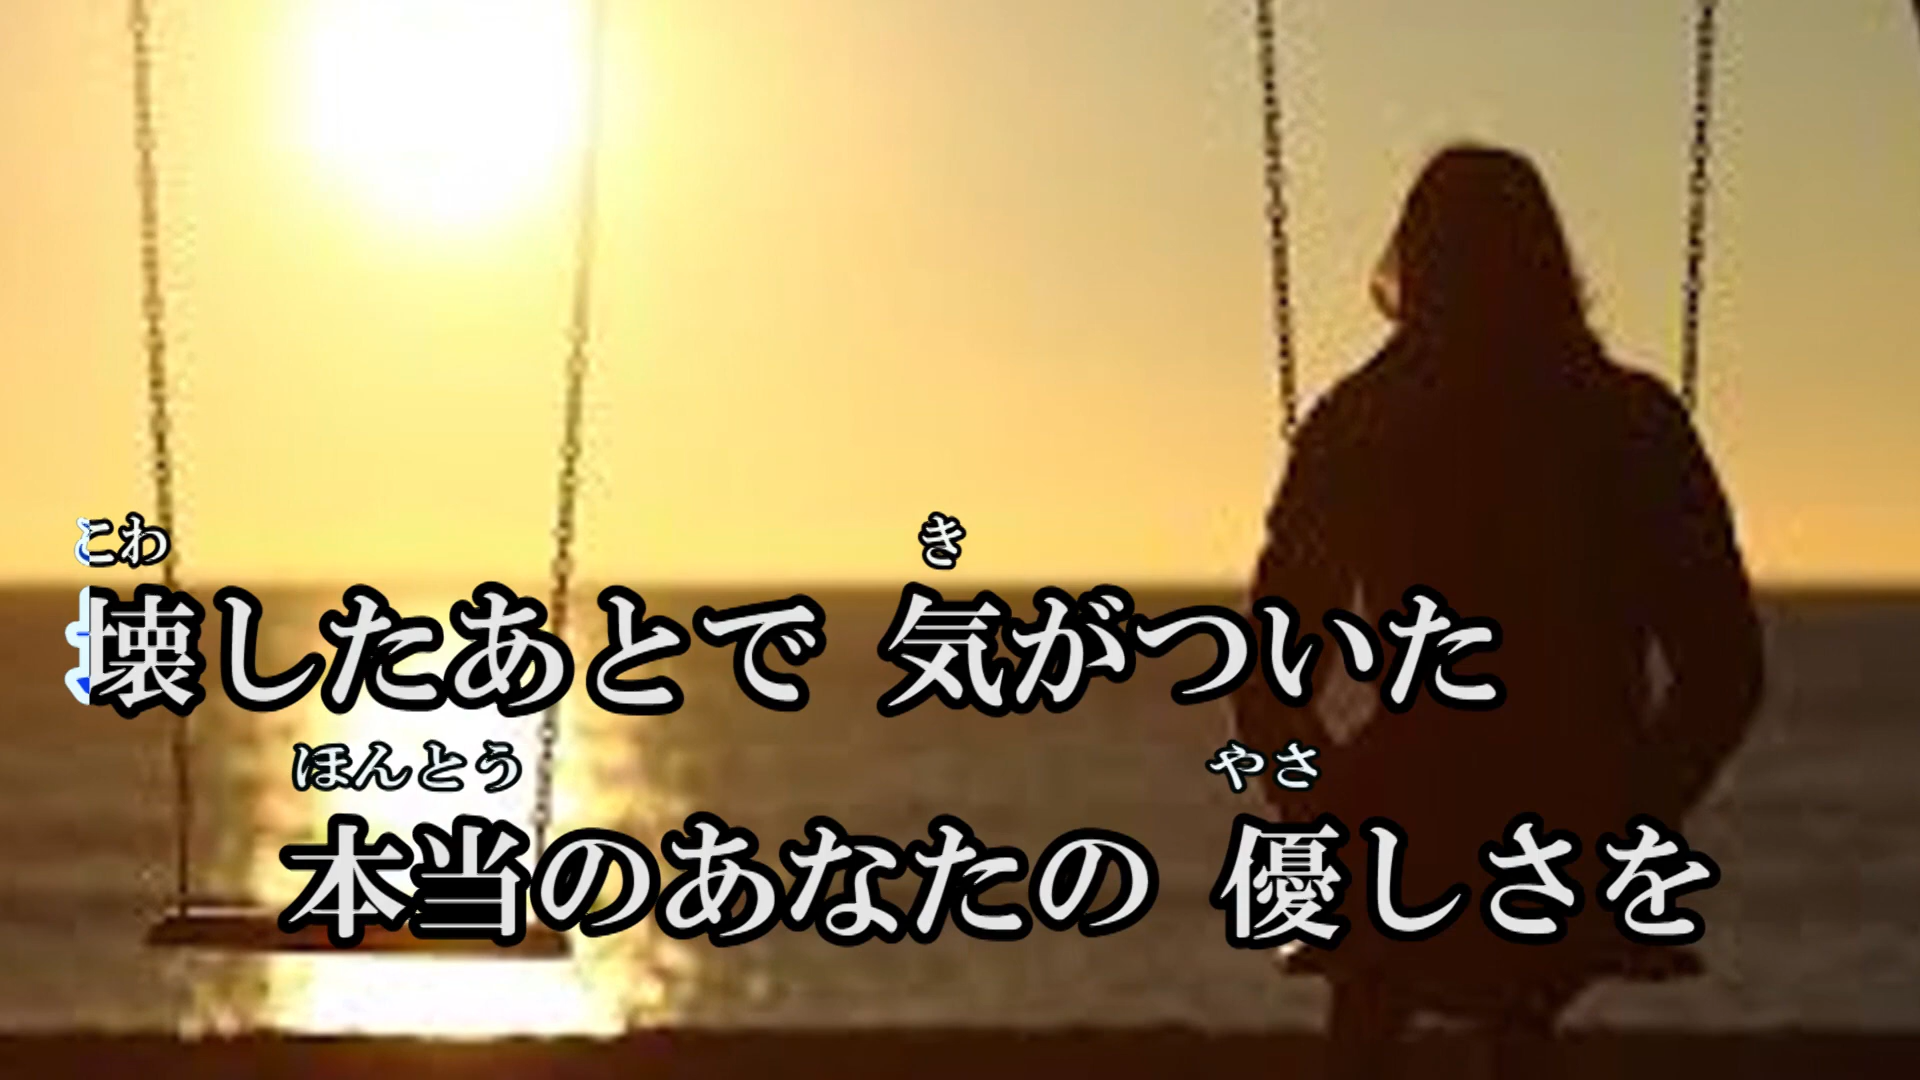 こわ き
壊したあとで 気がついた
ほんとう やさ
本当のあなたの 優しさを